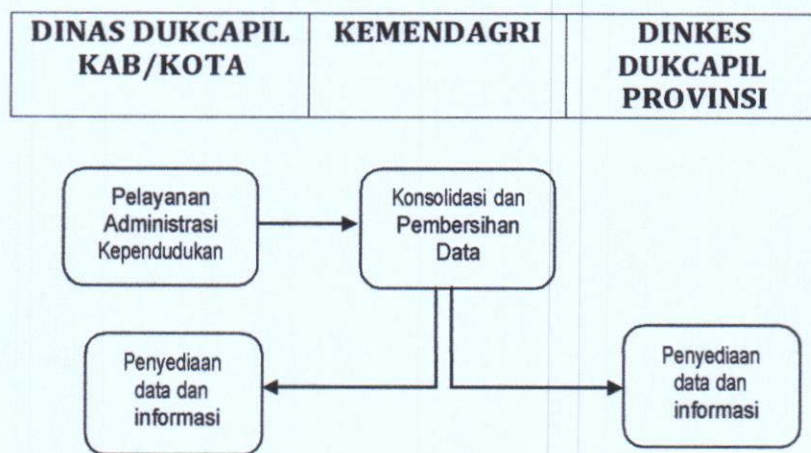 DINAS DUKCAPIL
KAB/KOTA
KEMENDAGRI
DINKES
DUKCAPIL
PROVINSI
Pelayanan
Administrasi
Kependudukan
Konsolidasi dan
Pembersihan
Data
Penyediaan
data dan
informasi
Penyediaan
data dan
informasi